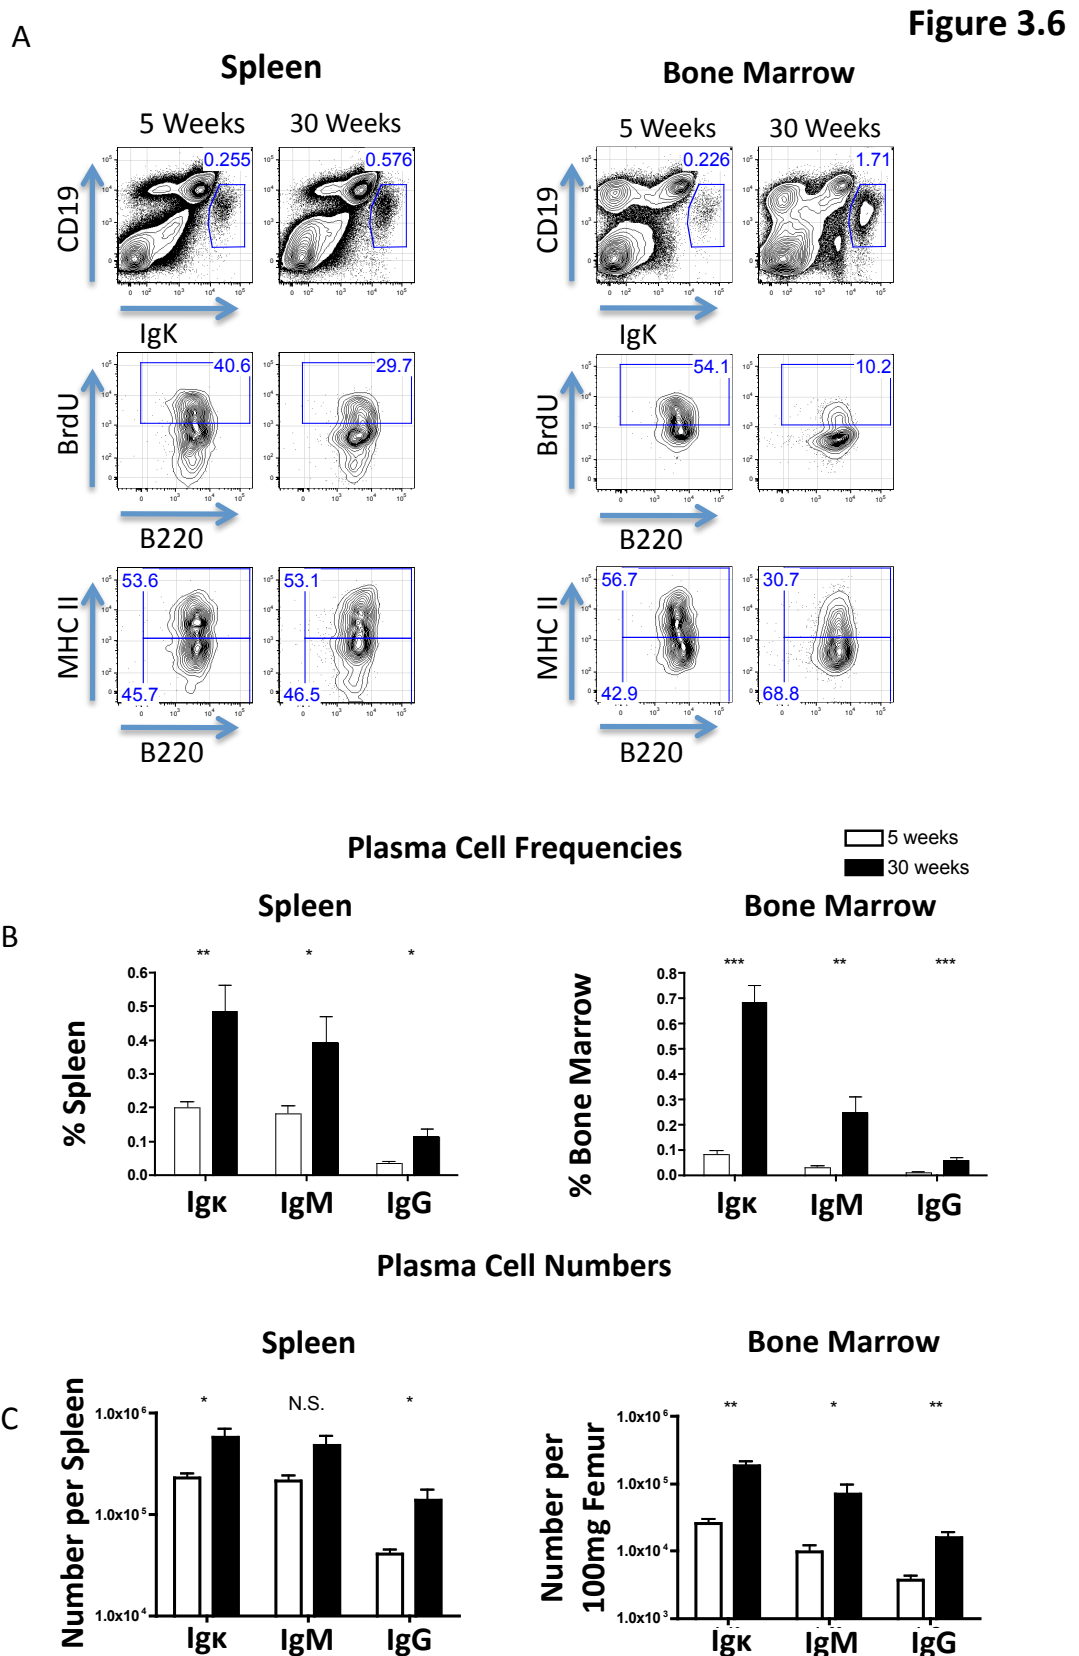 Figure 3.6
A
Spleen
Bone Marrow
5 Weeks
30 Weeks
5 Weeks
30 Weeks
CD19
0.255
0.576
CD19
0.226
1.71
IgK
IgK
BrdU
40.6
29.7
BrdU
54.1
10.2
B220
B220
MHC II
53.6
53.1
MHC II
56.7
30.7
45.7
46.5
42.9
68.8
B220
B220
Plasma Cell Frequencies
5 weeks
30 weeks
Spleen
Bone Marrow
B
** * *
*** ** ***
% Spleen
0.6
0.5
0.4
0.3
0.2
0.1
0.0
Igκ IgM IgG
% Bone Marrow
0.8
0.7
0.6
0.5
0.4
0.3
0.2
0.1
0.0
Igκ IgM IgG
Plasma Cell Numbers
Spleen
Bone Marrow
C
* N.S. *
** * **
Number per Spleen
1.0x10⁶
1.0x10⁵
1.0x10⁴
Igκ IgM IgG
Number per
100mg Femur
1.0x10⁶
1.0x10⁵
1.0x10⁴
1.0x10³
Igκ IgM IgG